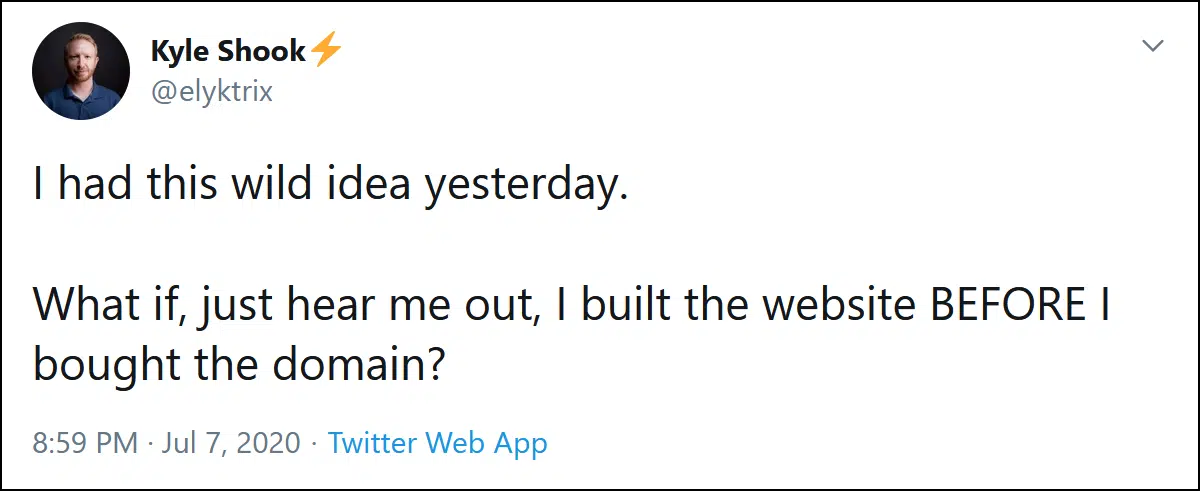 Kyle Shook⚡
@elyktrix
I had this wild idea yesterday.
What if, just hear me out, I built the website BEFORE I
bought the domain?
8:59 PM · Jul 7, 2020 · Twitter Web App